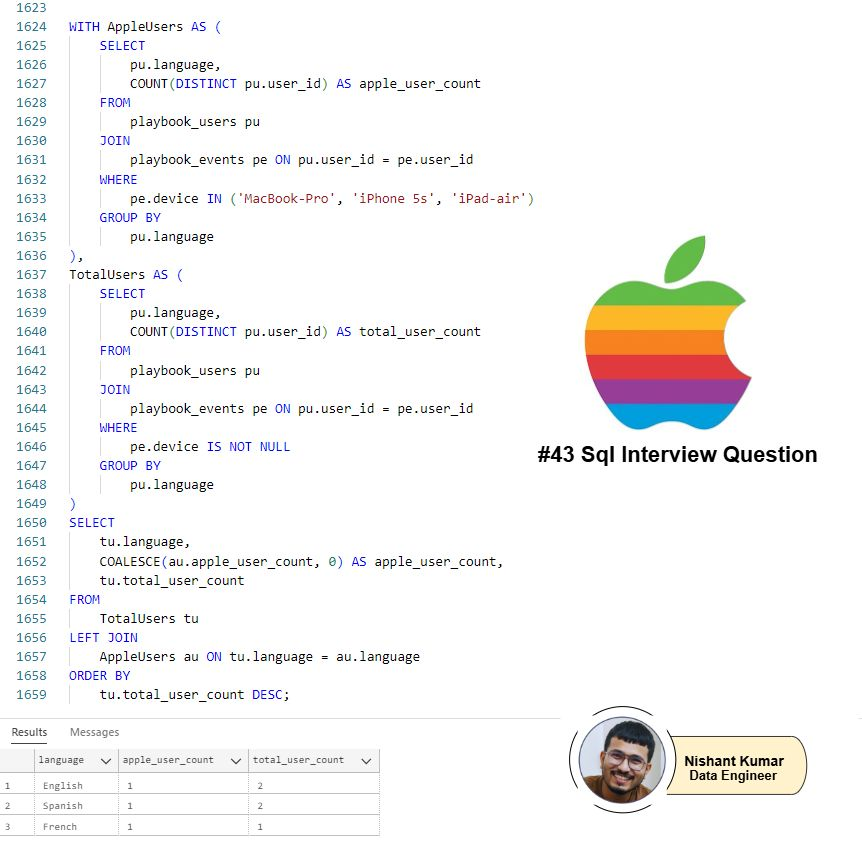 1623
1624 WITH AppleUsers AS (
1625 SELECT
1626 pu.language,
1627 COUNT(DISTINCT pu.user_id) AS apple_user_count
1628 FROM
1629 playbook_users pu
1630 JOIN
1631 playbook_events pe ON pu.user_id = pe.user_id
1632 WHERE
1633 pe.device IN ('MacBook-Pro', 'iPhone 5s', 'iPad-air')
1634 GROUP BY
1635 pu.language
1636 ),
1637 TotalUsers AS (
1638 SELECT
1639 pu.language,
1640 COUNT(DISTINCT pu.user_id) AS total_user_count
1641 FROM
1642 playbook_users pu
1643 JOIN
1644 playbook_events pe ON pu.user_id = pe.user_id
1645 WHERE
1646 pe.device IS NOT NULL
1647 GROUP BY
1648 pu.language
1649 )
1650 SELECT
1651 tu.language,
1652 COALESCE(au.apple_user_count, 0) AS apple_user_count,
1653 tu.total_user_count
1654 FROM
1655 TotalUsers tu
1656 LEFT JOIN
1657 AppleUsers au ON tu.language = au.language
1658 ORDER BY
1659 tu.total_user_count DESC;
#43 Sql Interview Question
Results Messages
language apple_user_count total_user_count
1 English 1 2
2 Spanish 1 2
3 French 1 1
Nishant Kumar
Data Engineer